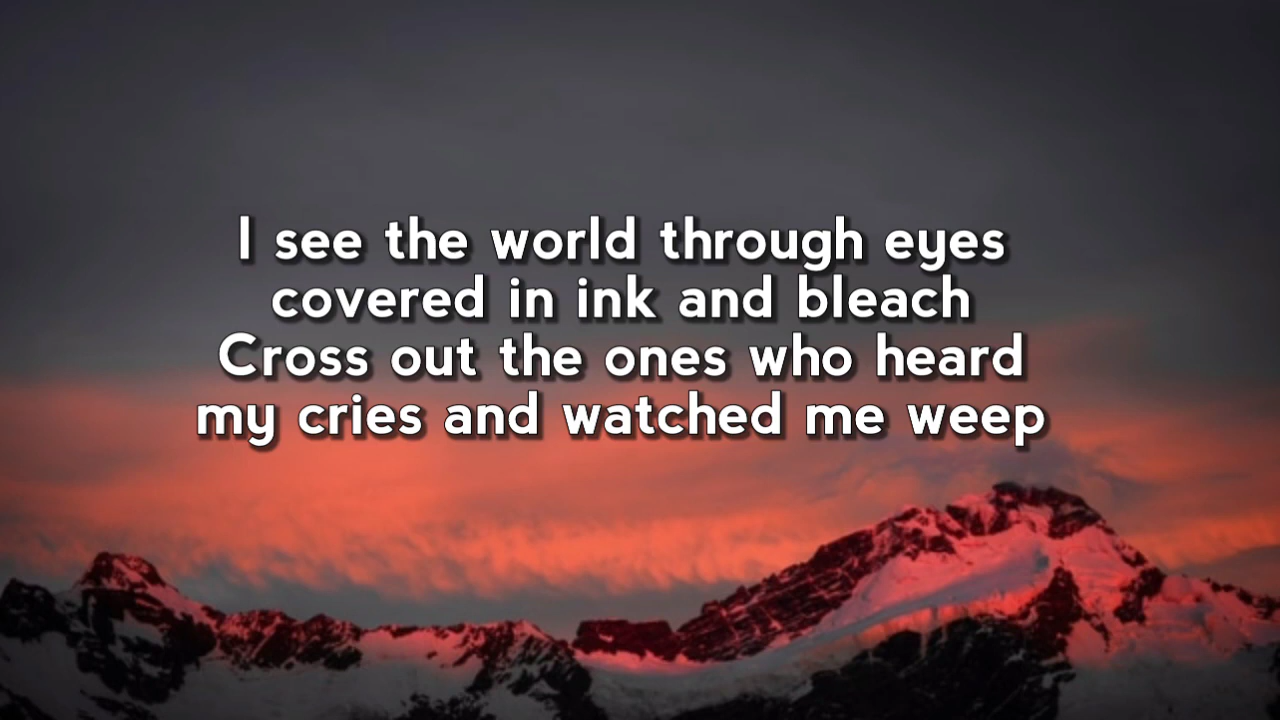 I see the world through eyes
covered in ink and bleach
Cross out the ones who heard
my cries and watched me weep